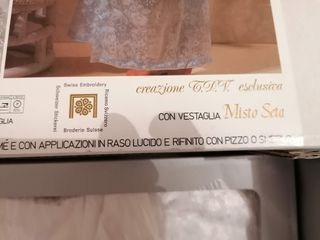 creazione T.D.V. esclusiva
CON VESTAGLIA Misto Seta
Swiss Embroidery
Schweizer Stickerei
Ricamo Svizzero
Broderie Suisse
GLIA
E CON APPLICAZIONI IN RASO LUCIDO E RIFINITO CON PIZZO O